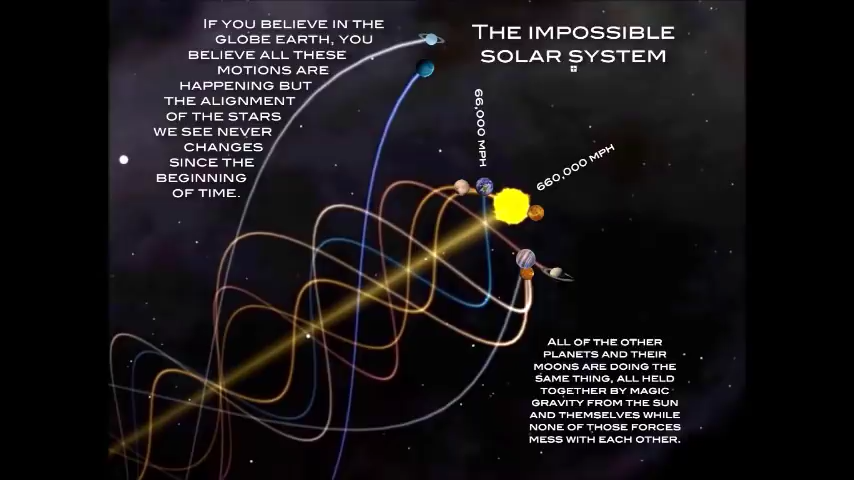 The impossible
solar system
If you believe in the
globe earth, you
believe all these
motions are
happening but
the alignment
of the stars
we see never
changes
since the
beginning
of time.
66,000 mph
660,000 mph
All of the other
planets and their
moons are doing the
same thing, all held
together by magic
gravity from the sun
and themselves while
none of those forces
mess with each other.